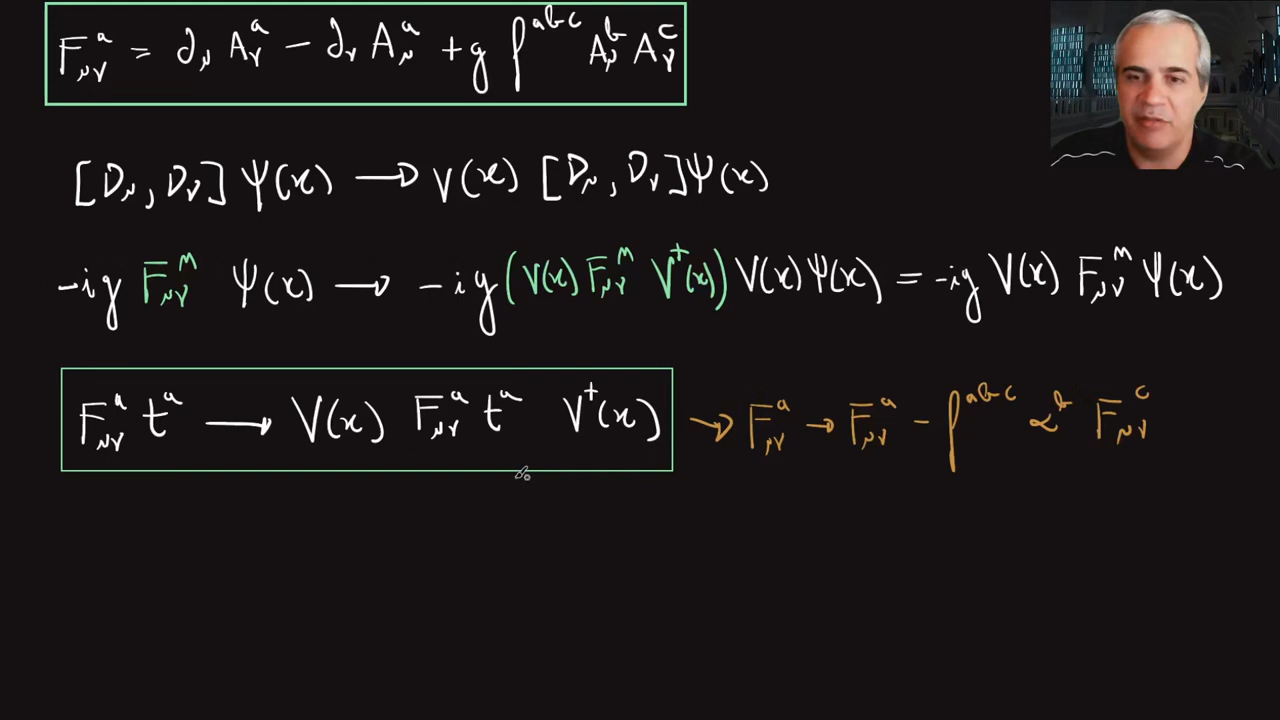 F^a_{μν} = ∂_μ A^a_ν − ∂_ν A^a_μ + g f^{abc} A^b_μ A^c_ν
[D_μ, D_ν] Ψ(x) → V(x) [D_μ, D_ν] Ψ(x)
−ig F^M_{μν} Ψ(x) → −ig (V(x) F^M_{μν} V^†(x)) V(x) Ψ(x) = −ig V(x) F^M_{μν} Ψ(x)
F^a_{μν} t^a → V(x) F^a_{μν} t^a V^†(x) → F^a_{μν} → F^a_{μν} − f^{abc} α^b F^c_{μν}